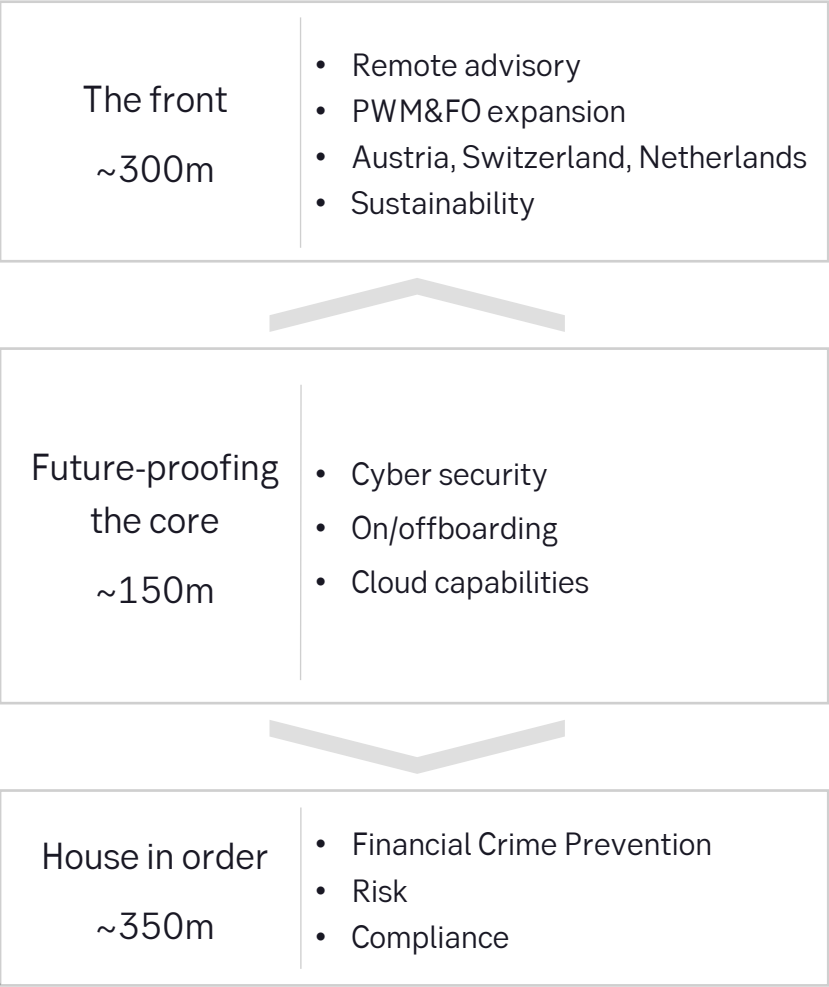 The front
~300m
• Remote advisory
• PWM&FO expansion
• Austria, Switzerland, Netherlands
• Sustainability
Future-proofing
the core
~150m
• Cyber security
• On/offboarding
• Cloud capabilities
House in order
~350m
• Financial Crime Prevention
• Risk
• Compliance